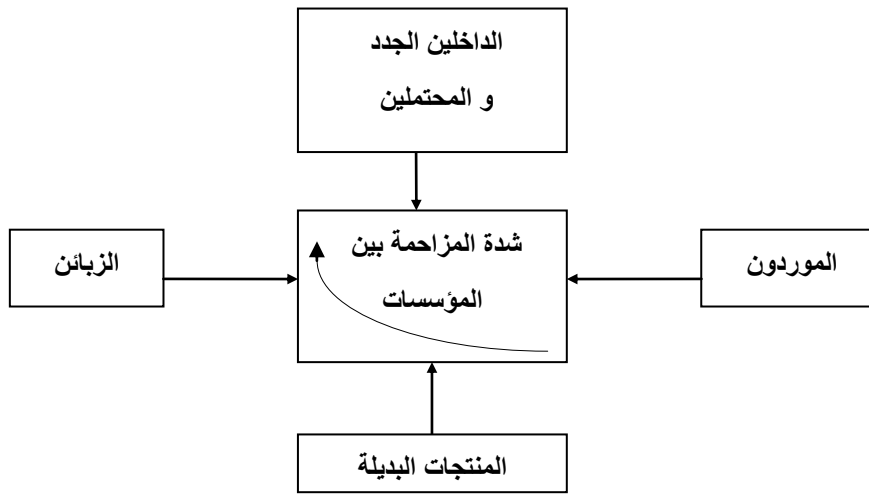 الداخلين الجدد
و المحتملين
شدة المزاحمة بين
المؤسسات
الموردون
الزبائن
المنتجات البديلة